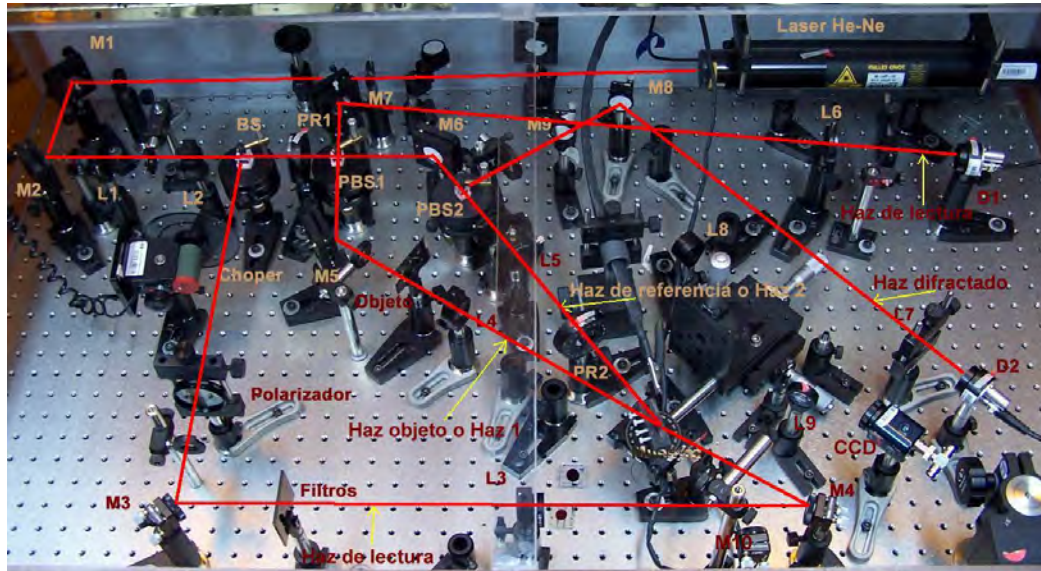 Laser He-Ne
M1
M7
M8
BS
PR1
M6
M9
L6
M2
L1
L2
PBS1
PBS2
D1
Haz de lectura
L8
Choper
M5
L5
Objeto
Haz de referencia o Haz 2
Haz difractado
L4
L7
PR2
D2
Polarizador
Haz objeto o Haz 1
L9
CCD
L3
Filtros
M3
M4
Haz de lectura
M10